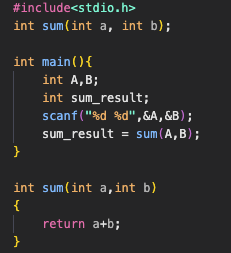 #include<stdio.h>
int sum(int a, int b);

int main(){
    int A,B;
    int sum_result;
    scanf("%d %d",&A,&B);
    sum_result = sum(A,B);
}

int sum(int a,int b)
{
    return a+b;
}